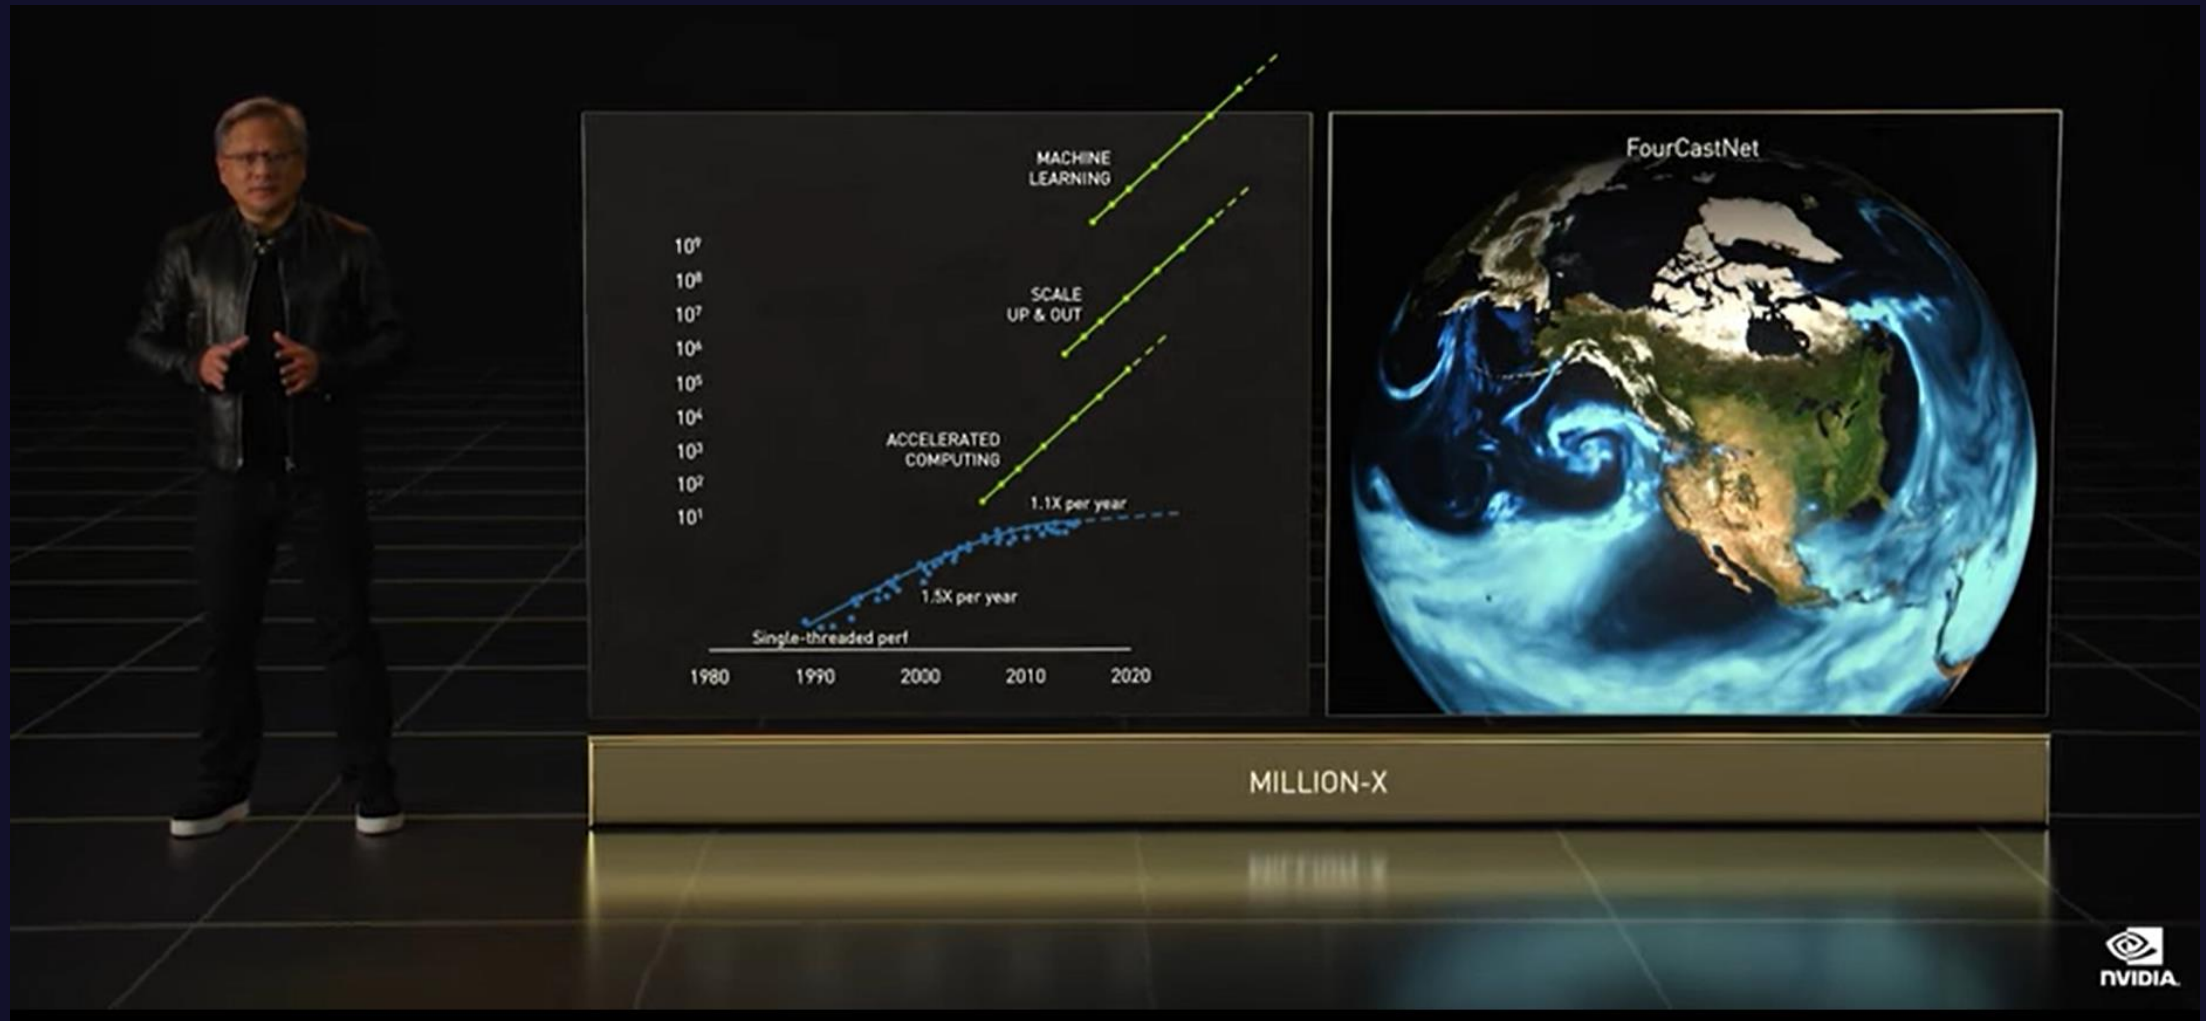 MACHINE
LEARNING
SCALE
UP & OUT
ACCELERATED
COMPUTING
10⁹
10⁸
10⁷
10⁶
10⁵
10⁴
10³
10²
10¹
1.1X per year
1.5X per year
Single-threaded perf
1980 1990 2000 2010 2020
FourCastNet
MILLION-X
NVIDIA.